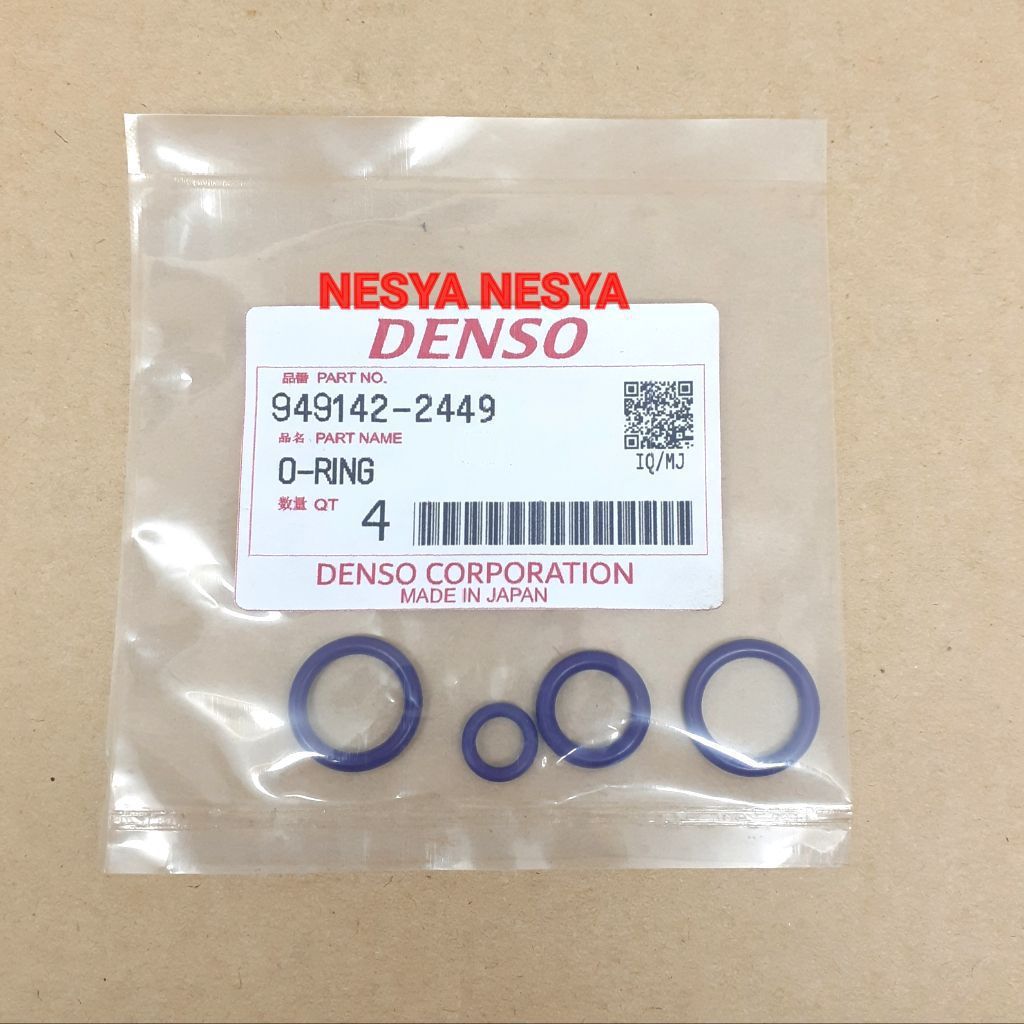 NESYA NESYA
DENSO
品番 PART NO.
949142-2449
品名 PART NAME
O-RING
IQ/MJ
数量 QT
4
DENSO CORPORATION
MADE IN JAPAN